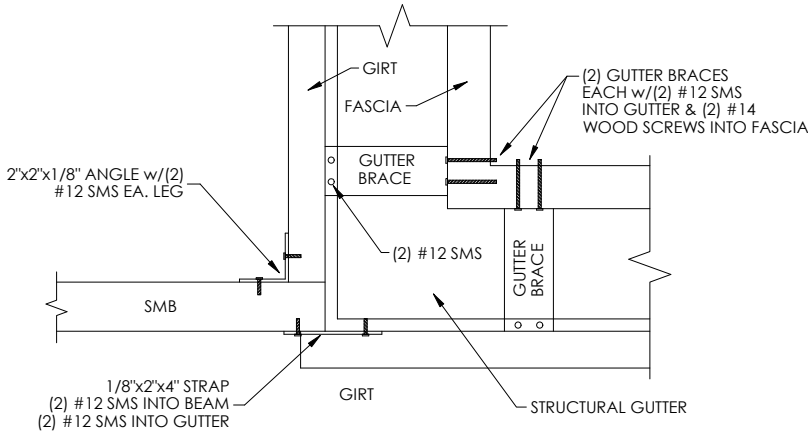 GIRT
FASCIA
(2) GUTTER BRACES
EACH w/(2) #12 SMS
INTO GUTTER & (2) #14
WOOD SCREWS INTO FASCIA
GUTTER
BRACE
2"x2"x1/8" ANGLE w/(2)
#12 SMS EA. LEG
(2) #12 SMS
GUTTER
BRACE
SMB
1/8"x2"x4" STRAP
(2) #12 SMS INTO BEAM
(2) #12 SMS INTO GUTTER
GIRT
STRUCTURAL GUTTER